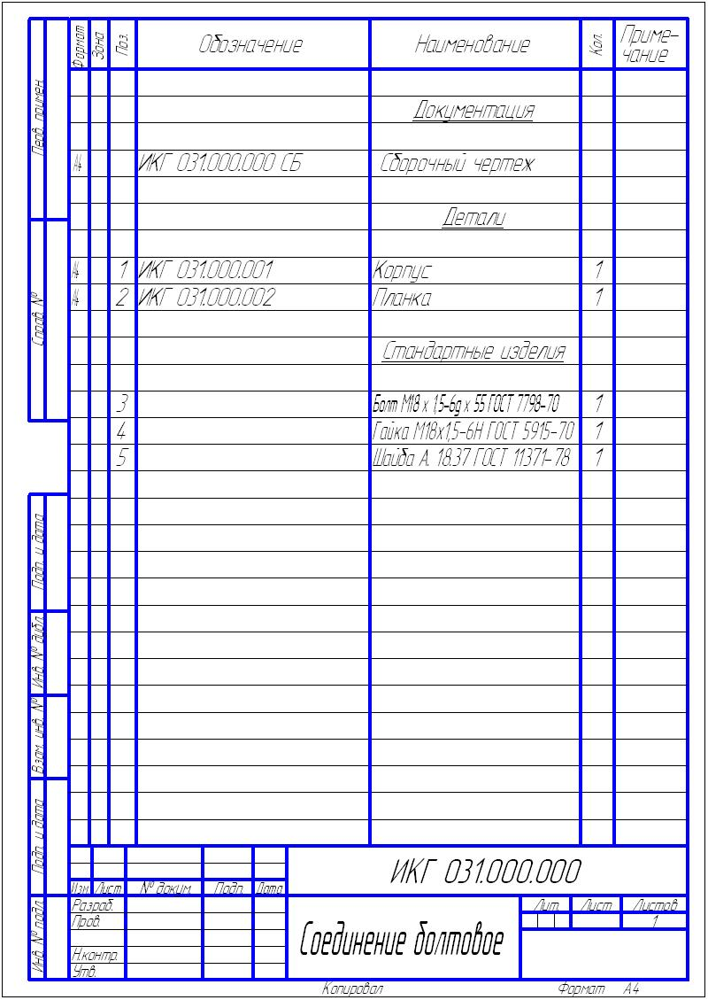 Формат Зона Поз. Обозначение Наименование Кол. Приме-
чание
Документация
А4 ИКГ 031.000.000 СБ Сборочный чертеж
Детали
А4 1 ИКГ 031.000.001 Корпус 1
А4 2 ИКГ 031.000.002 Планка 1
Стандартные изделия
3 Болт М18 х 1,5-6g х 55 ГОСТ 7798-70 1
4 Гайка М18х1,5-6Н ГОСТ 5915-70 1
5 Шайба А. 18.37 ГОСТ 11371-78 1
Перв. примен.
Справ. №
Подп. и дата
Инв. № дубл.
Взам. инв. №
Подп. и дата
Инв. № подл.
ИКГ 031.000.000
Изм. Лист № докум. Подп. Дата
Разраб.
Пров.
Н.контр.
Утв.
Соединение болтовое
Лит. Лист Листов
1
Копировал Формат А4